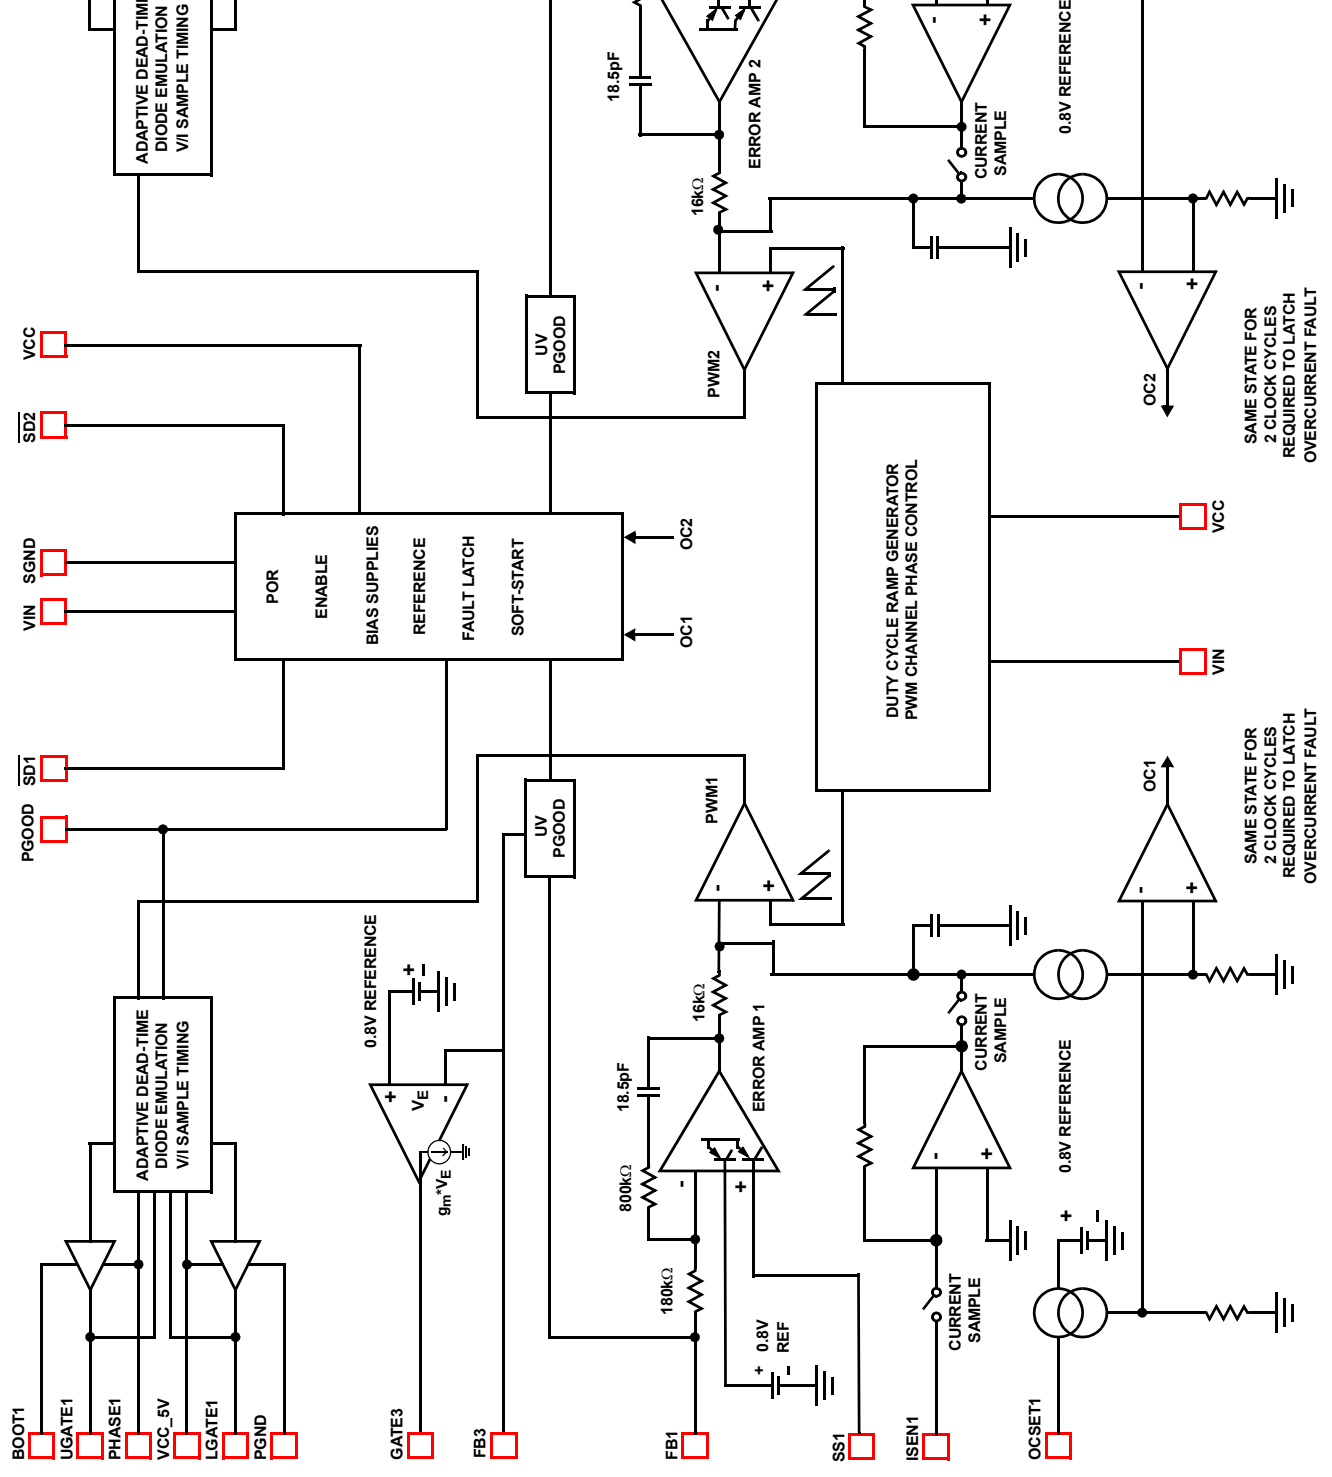 ADAPTIVE DEAD-TIME
DIODE EMULATION
V/I SAMPLE TIMING
18.5pF
ERROR AMP 2
16kΩ
CURRENT
SAMPLE
0.8V REFERENCE
-
+
VCC
SD2
SGND
VIN
SD1
PGOOD
UV
PGOOD
PWM2
-
+
OC2
-
+
SAME STATE FOR
2 CLOCK CYCLES
REQUIRED TO LATCH
OVERCURRENT FAULT
POR
ENABLE
BIAS SUPPLIES
REFERENCE
FAULT LATCH
SOFT-START
OC2
OC1
DUTY CYCLE RAMP GENERATOR
PWM CHANNEL PHASE CONTROL
VCC
VIN
UV
PGOOD
PWM1
-
+
OC1
-
+
SAME STATE FOR
2 CLOCK CYCLES
REQUIRED TO LATCH
OVERCURRENT FAULT
ADAPTIVE DEAD-TIME
DIODE EMULATION
V/I SAMPLE TIMING
0.8V REFERENCE
+
-
+
VE
-
gm*VE
16kΩ
18.5pF
ERROR AMP 1
800kΩ
-
+
180kΩ
0.8V
REF
+
-
CURRENT
SAMPLE
-
+
0.8V REFERENCE
+
-
CURRENT
SAMPLE
BOOT1
UGATE1
PHASE1
VCC_5V
LGATE1
PGND
GATE3
FB3
FB1
SS1
ISEN1
OCSET1